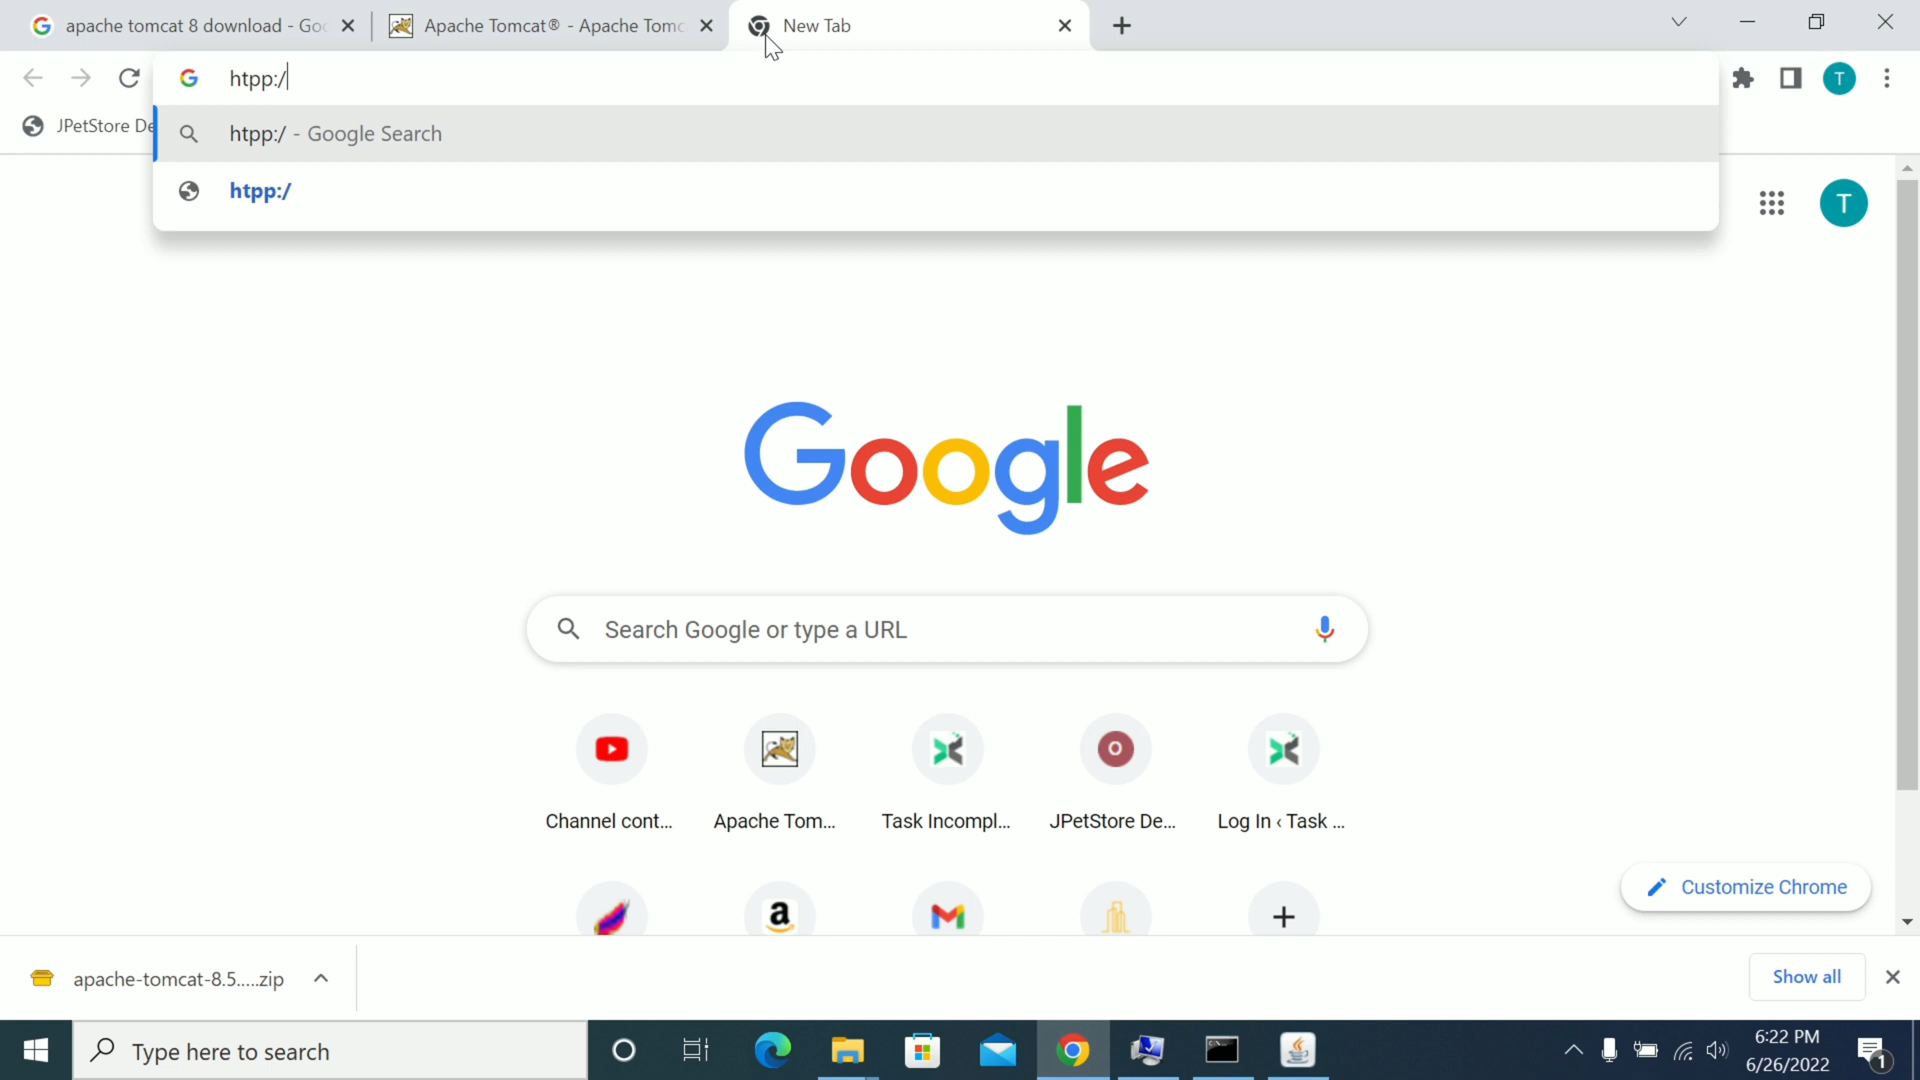 apache tomcat 8 download - Goo
Apache Tomcat® - Apache Tomc
New Tab
htpp:/
T
JPetStore De
htpp:/ - Google Search
htpp:/
T
Google
Search Google or type a URL
O
Channel cont...
Apache Tom...
Task Incompl...
JPetStore De...
Log In ‹ Task ...
a
Customize Chrome
apache-tomcat-8.5.....zip
Show all
Type here to search
6:22 PM
6/26/2022
1